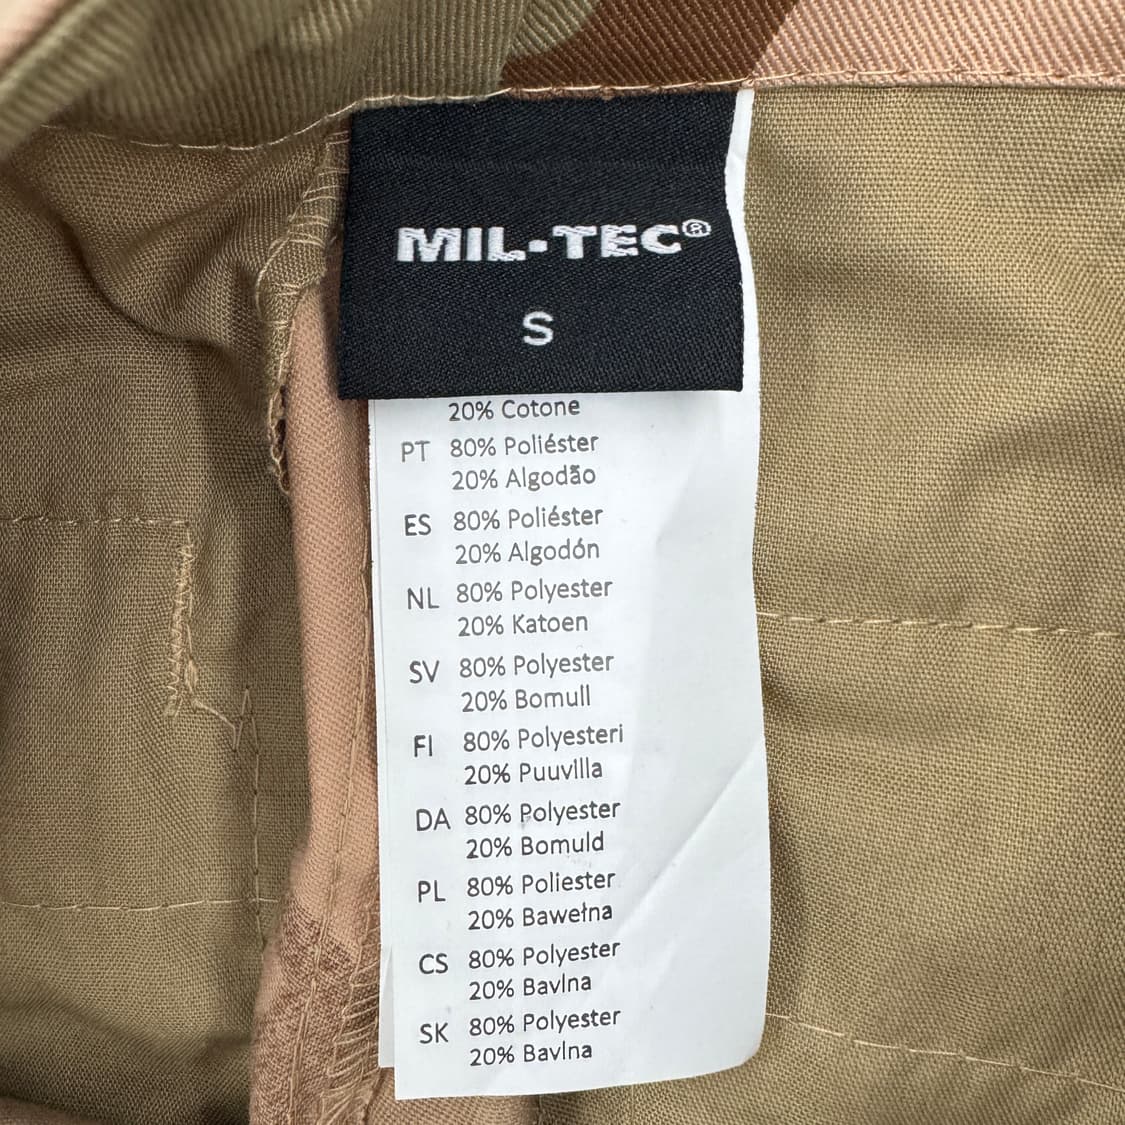 MIL-TEC®
S
20% Cotone
PT 80% Poliéster
20% Algodão
ES 80% Poliéster
20% Algodón
NL 80% Polyester
20% Katoen
SV 80% Polyester
20% Bomull
FI 80% Polyesteri
20% Puuvilla
DA 80% Polyester
20% Bomuld
PL 80% Poliester
20% Bawełna
CS 80% Polyester
20% Bavlna
SK 80% Polyester
20% Bavlna